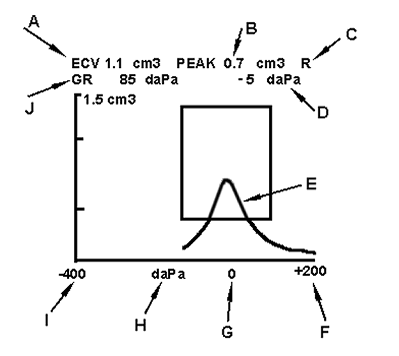 A B C
ECV 1.1 cm3 PEAK 0.7 cm3 R
GR 85 daPa -5 daPa
J 1.5 cm3 D
E
-400 daPa 0 +200
I H G F